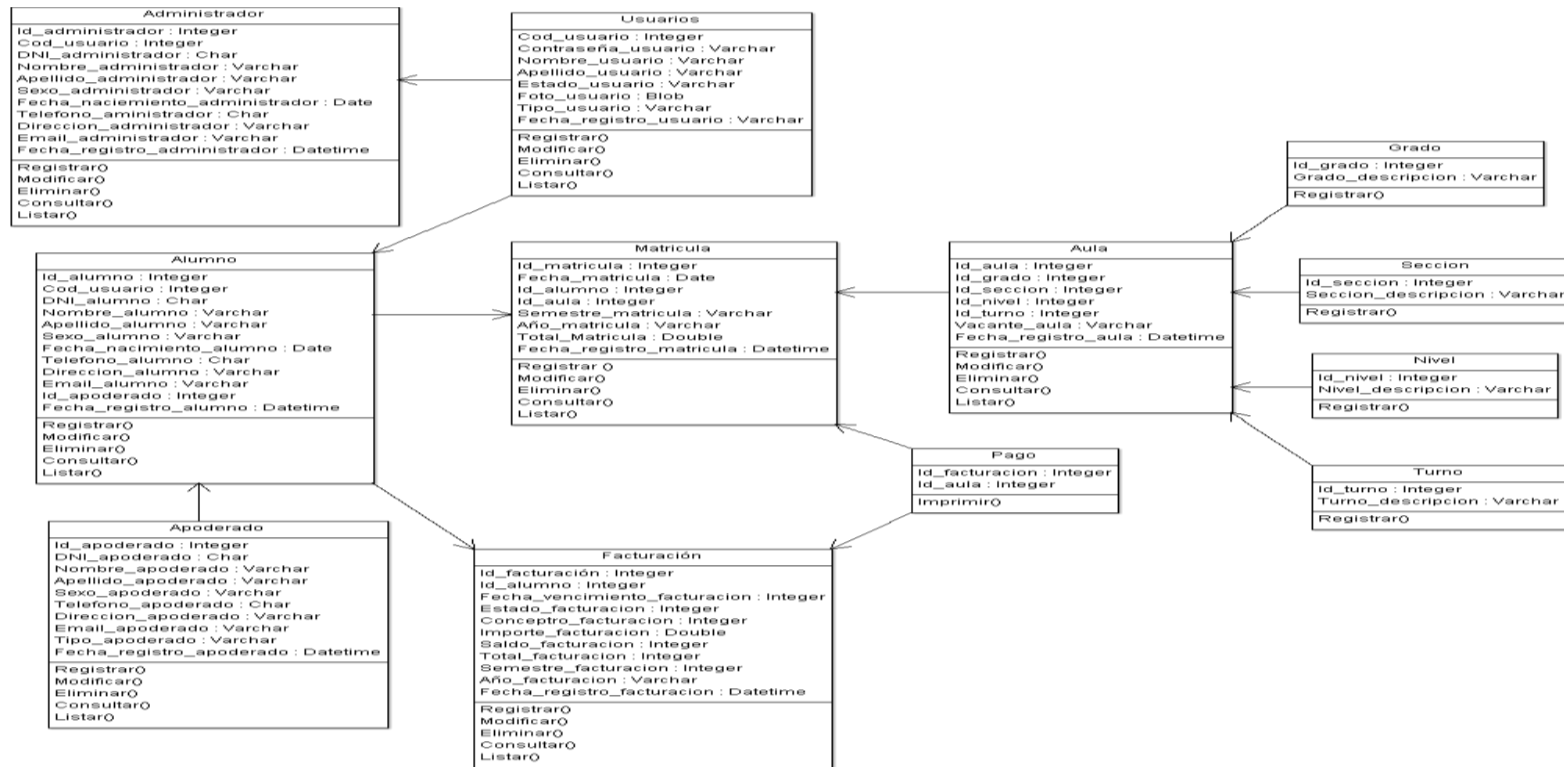 Administrador
Id_administrador : Integer
Cod_usuario : Integer
DNI_administrador : Char
Nombre_administrador : Varchar
Apellido_administrador : Varchar
Sexo_administrador : Varchar
Fecha_naciemiento_administrador : Date
Telefono_aministrador : Char
Direccion_administrador : Varchar
Email_administrador : Varchar
Fecha_registro_administrador : Datetime
Registrar()
Modificar()
Eliminar()
Consultar()
Listar()
Usuarios
Cod_usuario : Integer
Contraseña_usuario : Varchar
Nombre_usuario : Varchar
Apellido_usuario : Varchar
Estado_usuario : Varchar
Foto_usuario : Blob
Tipo_usuario : Varchar
Fecha_registro_usuario : Varchar
Registrar()
Modificar()
Eliminar()
Consultar()
Listar()
Grado
Id_grado : Integer
Grado_descripcion : Varchar
Registrar()
Alumno
Id_alumno : Integer
Cod_usuario : Integer
DNI_alumno : Char
Nombre_alumno : Varchar
Apellido_alumno : Varchar
Sexo_alumno : Varchar
Fecha_nacimiento_alumno : Date
Telefono_alumno : Char
Direccion_alumno : Varchar
Email_alumno : Varchar
Id_apoderado : Integer
Fecha_registro_alumno : Datetime
Registrar()
Modificar()
Eliminar()
Consultar()
Listar()
Matricula
Id_matricula : Integer
Fecha_matricula : Date
Id_alumno : Integer
Id_aula : Integer
Semestre_matricula : Varchar
Año_matricula : Varchar
Total_Matricula : Double
Fecha_registro_matricula : Datetime
Registrar ()
Modificar()
Eliminar()
Consultar()
Listar()
Aula
Id_aula : Integer
Id_grado : Integer
Id_seccion : Integer
Id_nivel : Integer
Id_turno : Integer
Vacante_aula : Varchar
Fecha_registro_aula : Datetime
Registrar()
Modificar()
Eliminar()
Consultar()
Listar()
Seccion
Id_seccion : Integer
Seccion_descripcion : Varchar
Registrar()
Nivel
Id_nivel : Integer
Nivel_descripcion : Varchar
Registrar()
Pago
Id_facturacion : Integer
Id_aula : Integer
Imprimir()
Turno
Id_turno : Integer
Turno_descripcion : Varchar
Registrar()
Apoderado
Id_apoderado : Integer
DNI_apoderado : Char
Nombre_apoderado : Varchar
Apellido_apoderado : Varchar
Sexo_apoderado : Varchar
Telefono_apoderado : Char
Direccion_apoderado : Varchar
Email_apoderado : Varchar
Tipo_apoderado : Varchar
Fecha_registro_apoderado : Datetime
Registrar()
Modificar()
Eliminar()
Consultar()
Listar()
Facturación
Id_facturación : Integer
Id_alumno : Integer
Fecha_vencimiento_facturacion : Integer
Estado_facturacion : Integer
Conceptro_facturacion : Integer
Importe_facturacion : Double
Saldo_facturacion : Integer
Total_facturacion : Integer
Semestre_facturacion : Integer
Año_facturacion : Varchar
Fecha_registro_facturacion : Datetime
Registrar()
Modificar()
Eliminar()
Consultar()
Listar()